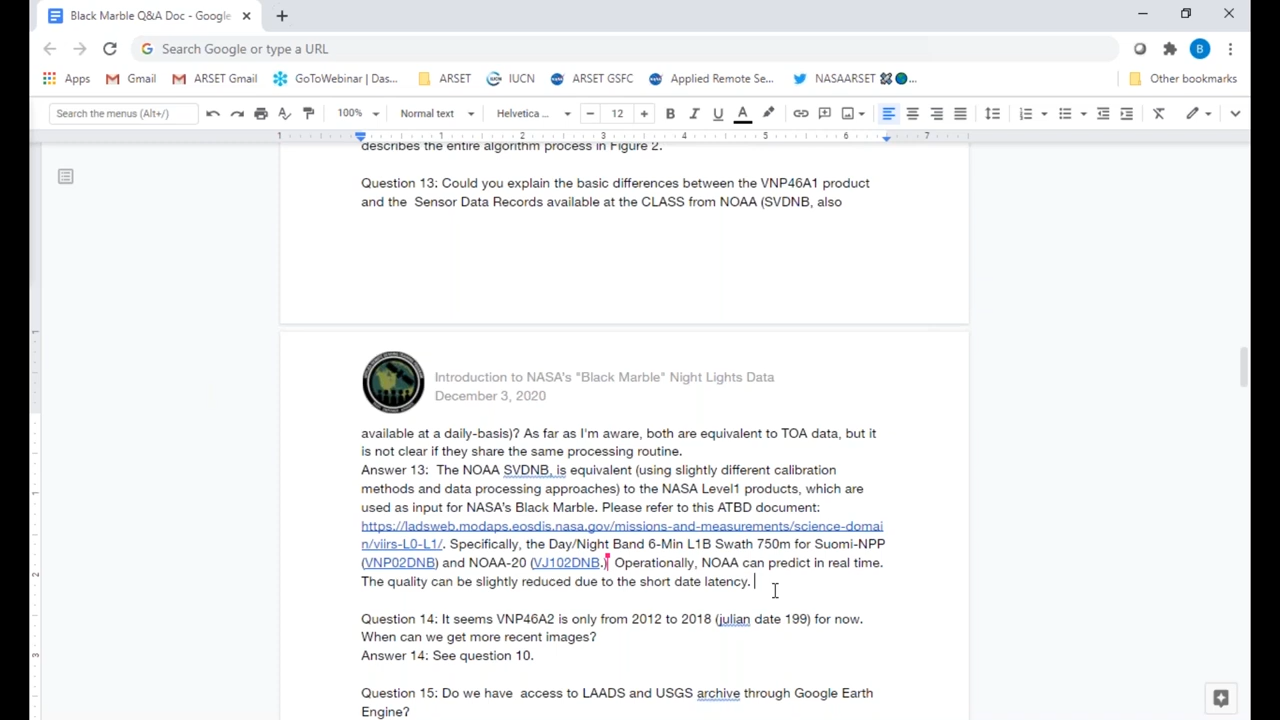 Black Marble Q&A Doc - Google
Search Google or type a URL
B
Apps
Gmail
ARSET Gmail
GoToWebinar | Das...
ARSET
IUCN
ARSET GSFC
Applied Remote Se...
NASAARSET
Other bookmarks
Search the menus (Alt+/)
100%
Normal text
Helvetica ...
12
B I U A
1 1 2 3 4 5 6 7
describes the entire algorithm process in Figure 2.
Question 13: Could you explain the basic differences between the VNP46A1 product
and the  Sensor Data Records available at the CLASS from NOAA (SVDNB, also
Introduction to NASA's "Black Marble" Night Lights Data
December 3, 2020
available at a daily-basis)? As far as I'm aware, both are equivalent to TOA data, but it
is not clear if they share the same processing routine.
Answer 13:  The NOAA SVDNB, is equivalent (using slightly different calibration
methods and data processing approaches) to the NASA Level1 products, which are
used as input for NASA's Black Marble. Please refer to this ATBD document:
https://ladsweb.modaps.eosdis.nasa.gov/missions-and-measurements/science-domai
n/viirs-L0-L1/. Specifically, the Day/Night Band 6-Min L1B Swath 750m for Suomi-NPP
(VNP02DNB) and NOAA-20 (VJ102DNB.) Operationally, NOAA can predict in real time.
The quality can be slightly reduced due to the short date latency.
Question 14: It seems VNP46A2 is only from 2012 to 2018 (julian date 199) for now.
When can we get more recent images?
Answer 14: See question 10.
Question 15: Do we have  access to LAADS and USGS archive through Google Earth
Engine?
1
1
2
3